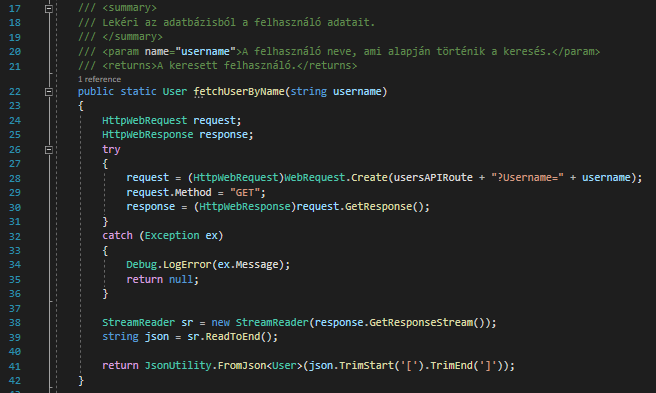 17 /// <summary>
18 /// Lekéri az adatbázisból a felhasználó adatait.
19 /// </summary>
20 /// <param name="username">A felhasználó neve, ami alapján történik a keresés.</param>
21 /// <returns>A keresett felhasználó.</returns>
1 reference
22 public static User fetchUserByName(string username)
23 {
24 HttpWebRequest request;
25 HttpWebResponse response;
26 try
27 {
28 request = (HttpWebRequest)WebRequest.Create(usersAPIRoute + "?Username=" + username);
29 request.Method = "GET";
30 response = (HttpWebResponse)request.GetResponse();
31 }
32 catch (Exception ex)
33 {
34 Debug.LogError(ex.Message);
35 return null;
36 }
37
38 StreamReader sr = new StreamReader(response.GetResponseStream());
39 string json = sr.ReadToEnd();
40
41 return JsonUtility.FromJson<User>(json.TrimStart('[').TrimEnd(']'));
42 }